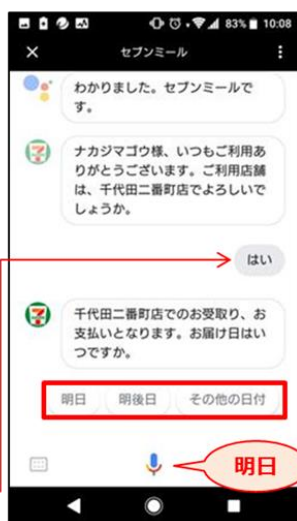 83% 10:08
セブンミール
わかりました。セブンミールで
す。
ナカジマゴウ様、いつもご利用あ
りがとうございます。ご利用店舗
は、千代田二番町店でよろしいで
しょうか。
はい
千代田二番町店でのお受取り、お
支払いとなります。お届け日はい
つですか。
明日 明後日 その他の日付
明日